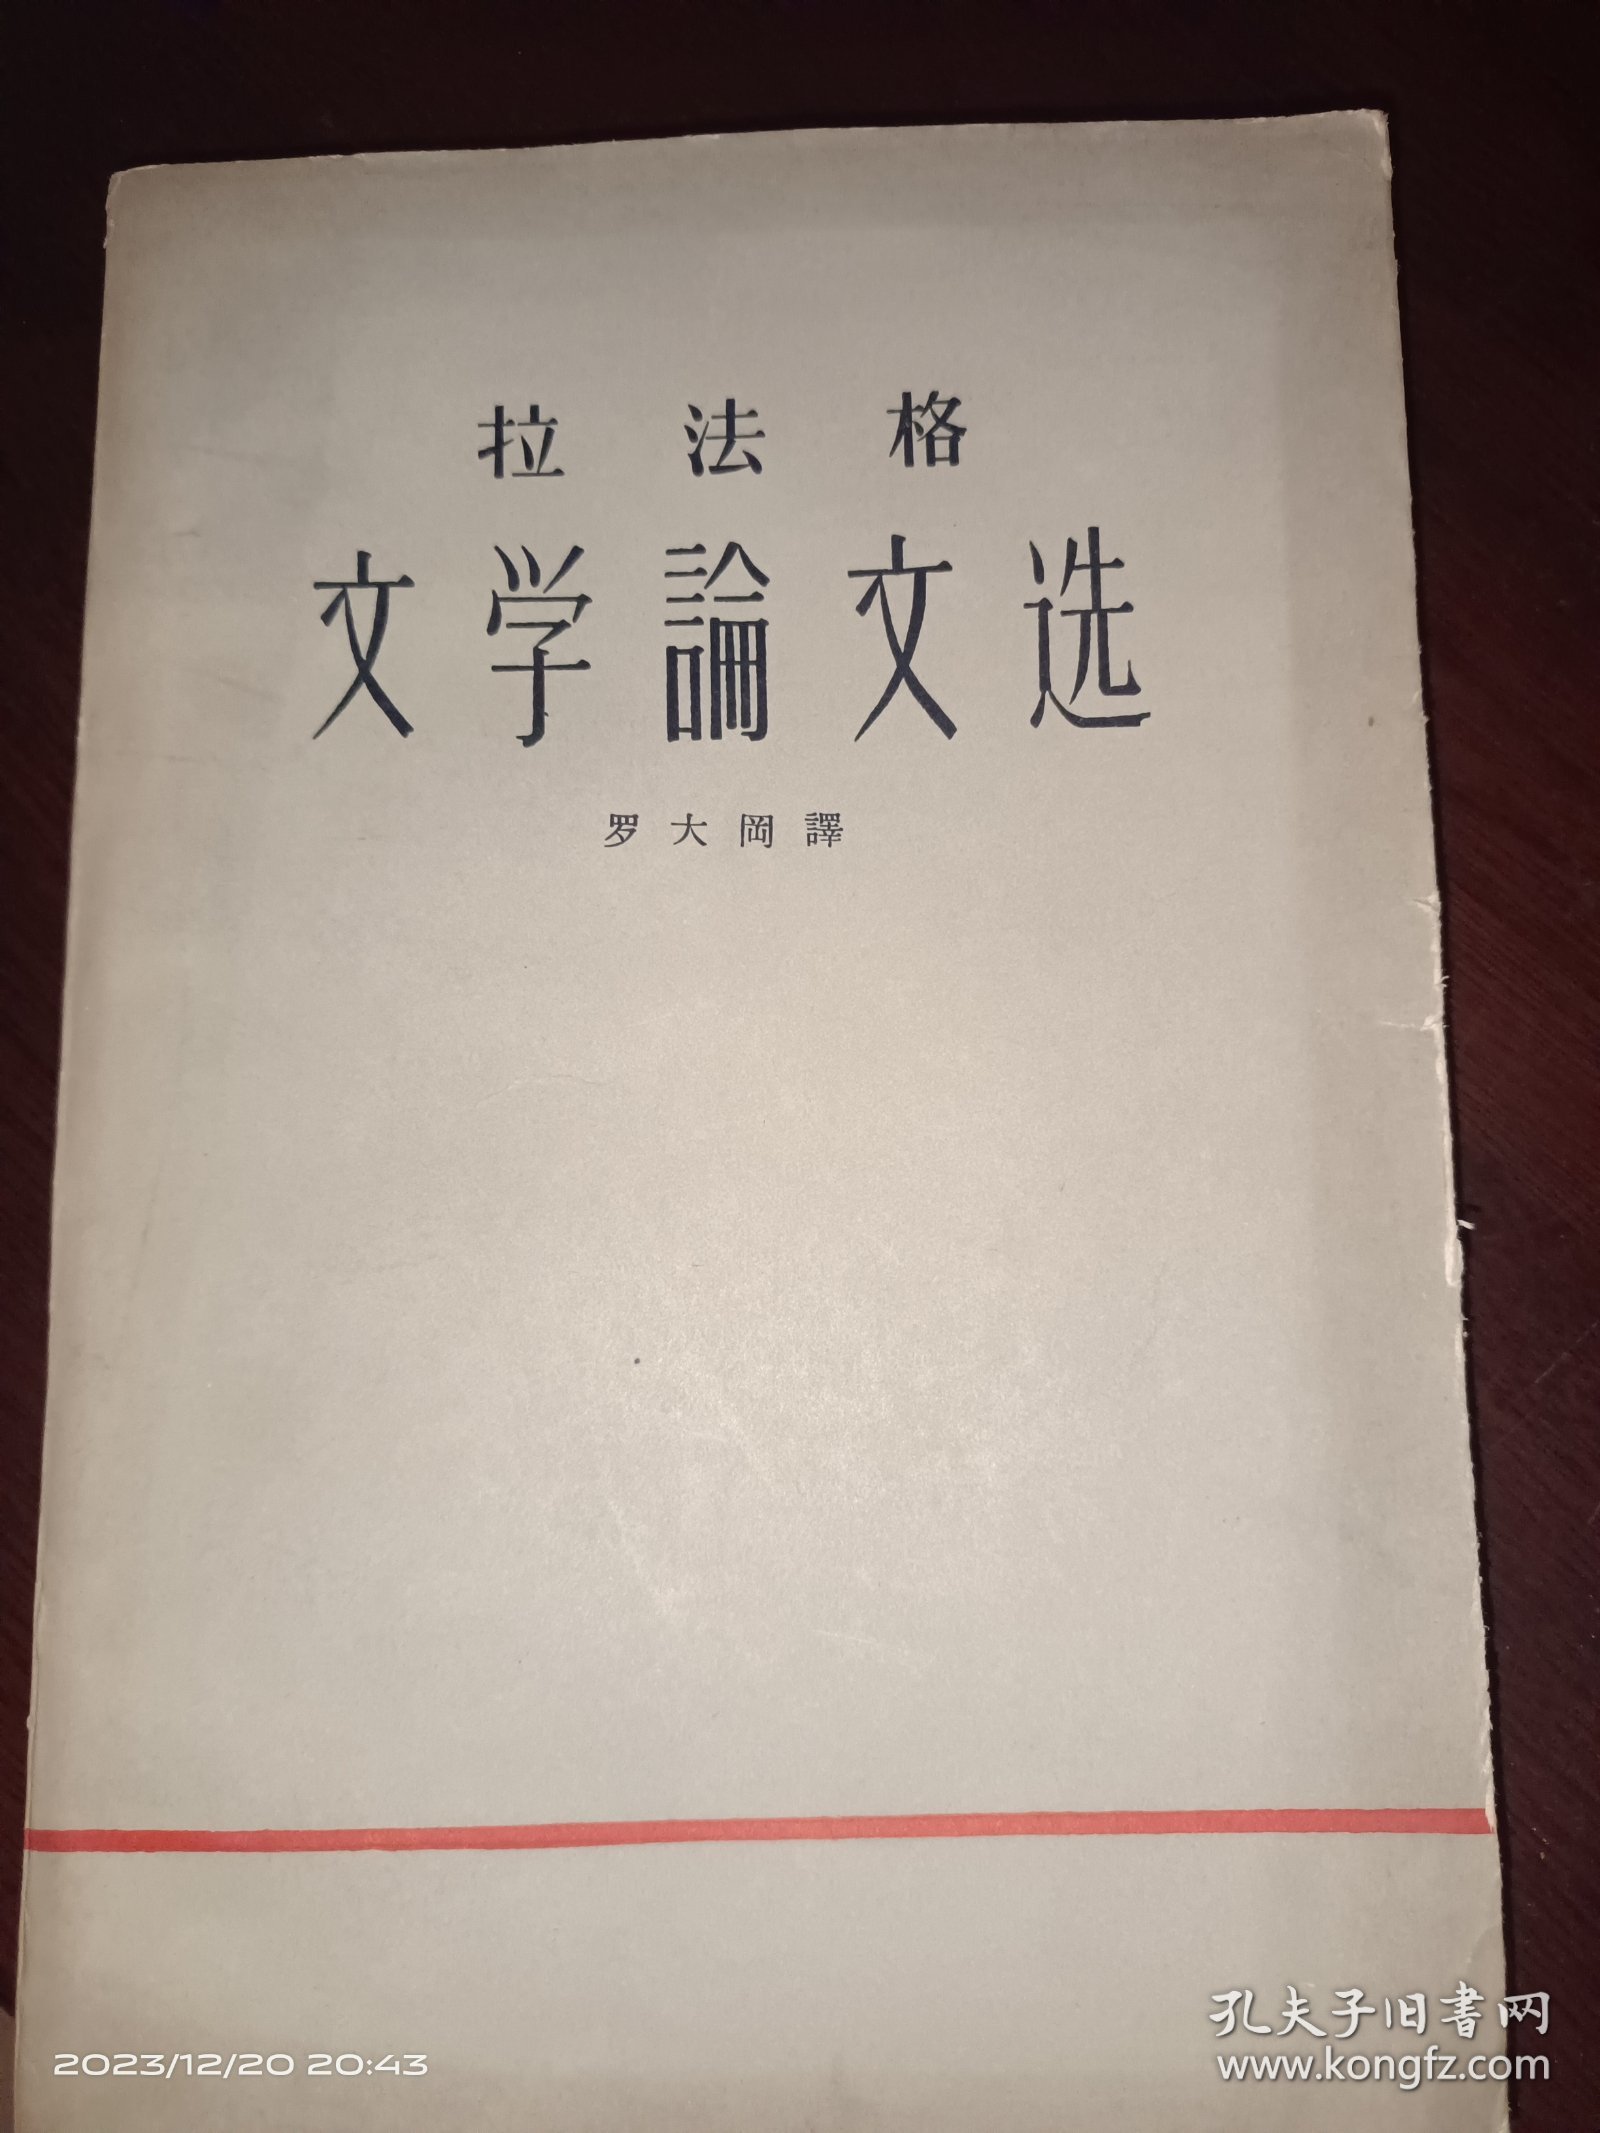 拉法格
文学論文选
罗大岡譯
孔夫子旧書网
2023/12/20 20:43
www.kongfz.com